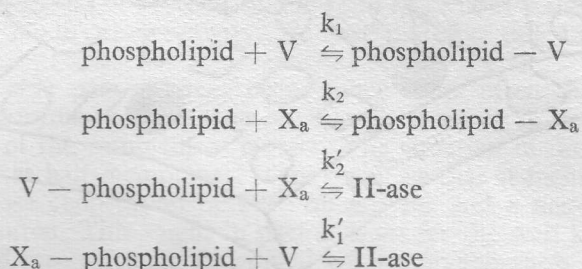 phospholipid + V k₁ ⇋ phospholipid — V
phospholipid + Xₐ k₂ ⇋ phospholipid — Xₐ
V — phospholipid + Xₐ k′₂ ⇋ II-ase
Xₐ — phospholipid + V k′₁ ⇋ II-ase